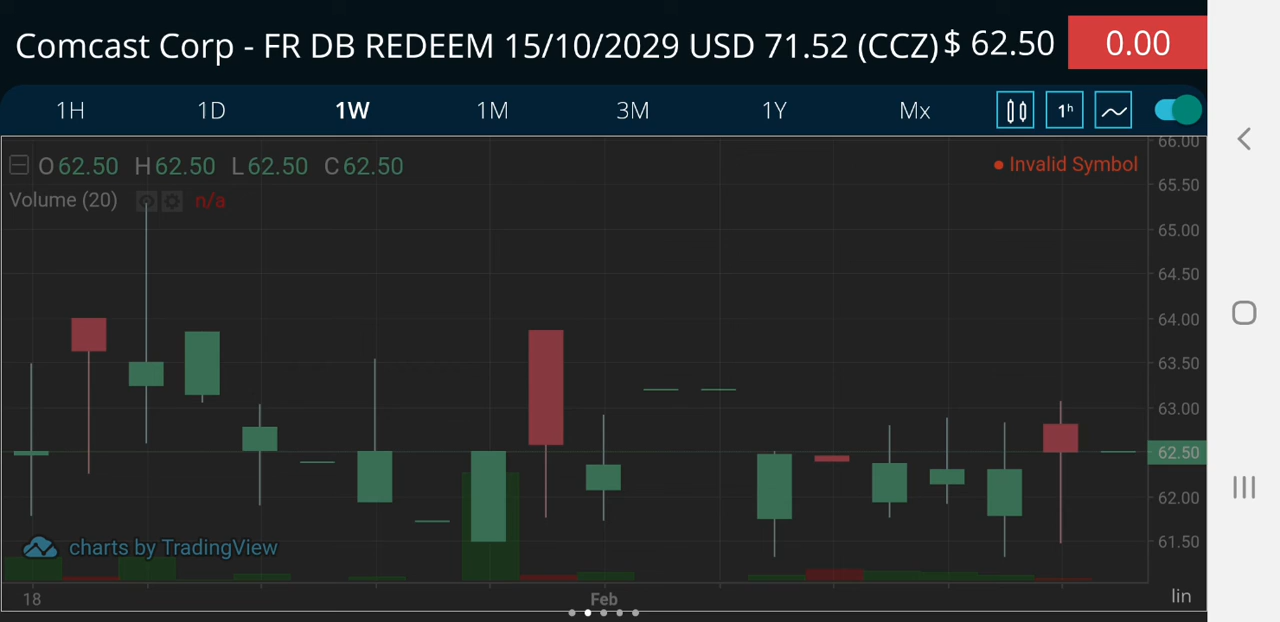 Comcast Corp - FR DB REDEEM 15/10/2029 USD 71.52 (CCZ) $ 62.50 0.00
1H 1D 1W 1M 3M 1Y Mx 1h
O 62.50 H 62.50 L 62.50 C 62.50
Invalid Symbol
Volume (20) n/a
66.00
65.50
65.00
64.50
64.00
63.50
63.00
62.50
62.00
61.50
charts by TradingView
18 Feb lin